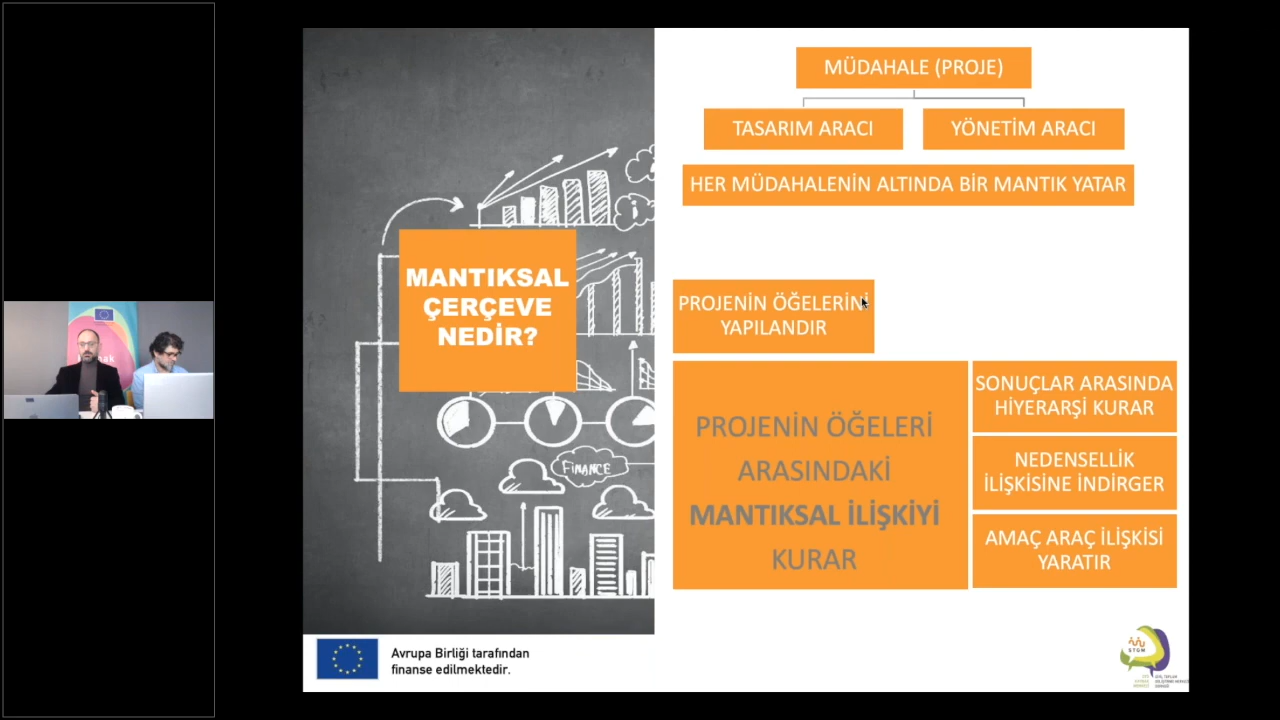 MÜDAHALE (PROJE)
TASARIM ARACI
YÖNETİM ARACI
HER MÜDAHALENİN ALTINDA BİR MANTIK YATAR
MANTIKSAL
ÇERÇEVE
NEDİR?
PROJENİN ÖĞELERİNİ
YAPILANDIR
PROJENİN ÖĞELERİ
ARASINDAKİ
MANTIKSAL İLİŞKİYİ
KURAR
SONUÇLAR ARASINDA
HİYERARŞİ KURAR
NEDENSELLİK
İLİŞKİSİNE İNDİRGER
AMAÇ ARAÇ İLİŞKİSİ
YARATIR
FINANCE
Avrupa Birliği tarafından
finanse edilmektedir.
STGM